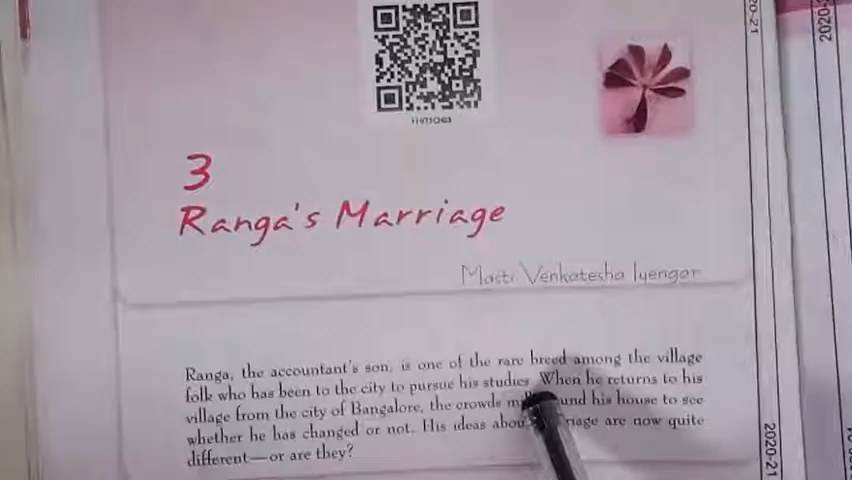 2020-21
3
Ranga's Marriage
Masti Venkatesha Iyengar
Ranga, the accountant's son, is one of the rare breed among the village
folk who has been to the city to pursue his studies. When he returns to his
village from the city of Bangalore, the crowds his house to see
whether he has changed or not. His ideas are now quite
different—or are they?
2020-21